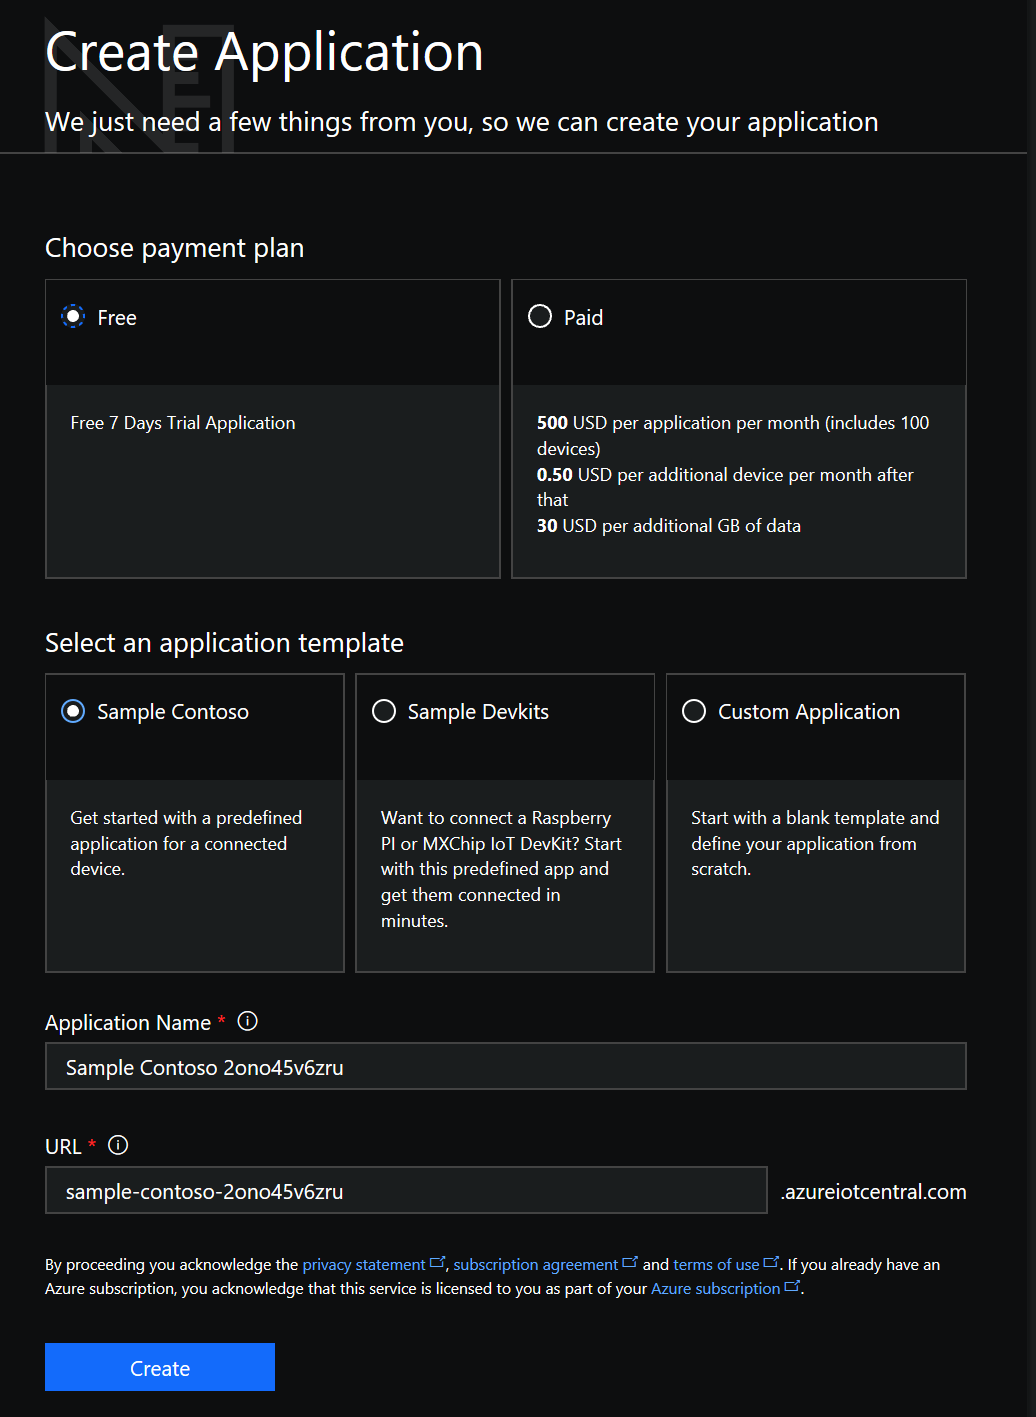 Create Application
We just need a few things from you, so we can create your application
Choose payment plan
Free
Free 7 Days Trial Application
Paid
500 USD per application per month (includes 100
devices)
0.50 USD per additional device per month after
that
30 USD per additional GB of data
Select an application template
Sample Contoso
Get started with a predefined
application for a connected
device.
Sample Devkits
Want to connect a Raspberry
PI or MXChip IoT DevKit? Start
with this predefined app and
get them connected in
minutes.
Custom Application
Start with a blank template and
define your application from
scratch.
Application Name *
Sample Contoso 2ono45v6zru
URL *
sample-contoso-2ono45v6zru .azureiotcentral.com
By proceeding you acknowledge the privacy statement, subscription agreement and terms of use. If you already have an
Azure subscription, you acknowledge that this service is licensed to you as part of your Azure subscription.
Create